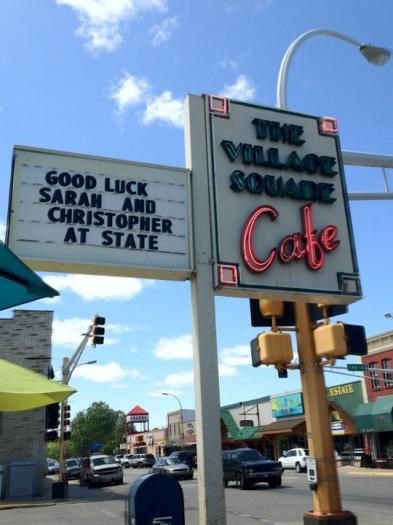 GOOD LUCK
SARAH AND
CHRISTOPHER
AT STATE
THE
VILLAGE
SQUARE
Cafe
ESTATE